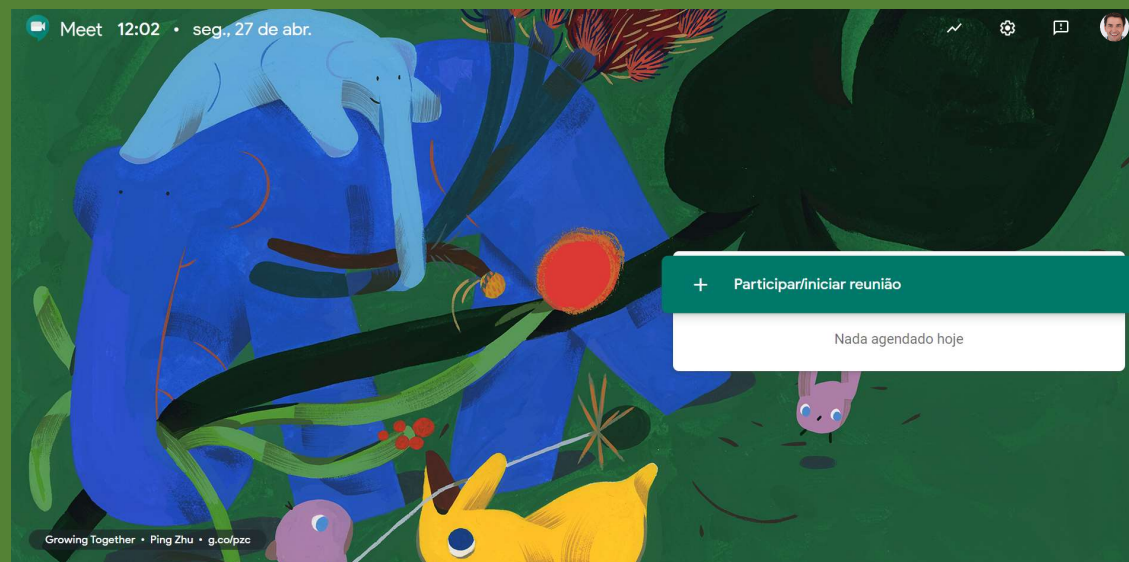 Meet 12:02 • seg., 27 de abr.
Participar/iniciar reunião
Nada agendado hoje
Growing Together • Ping Zhu • g.co/pzc